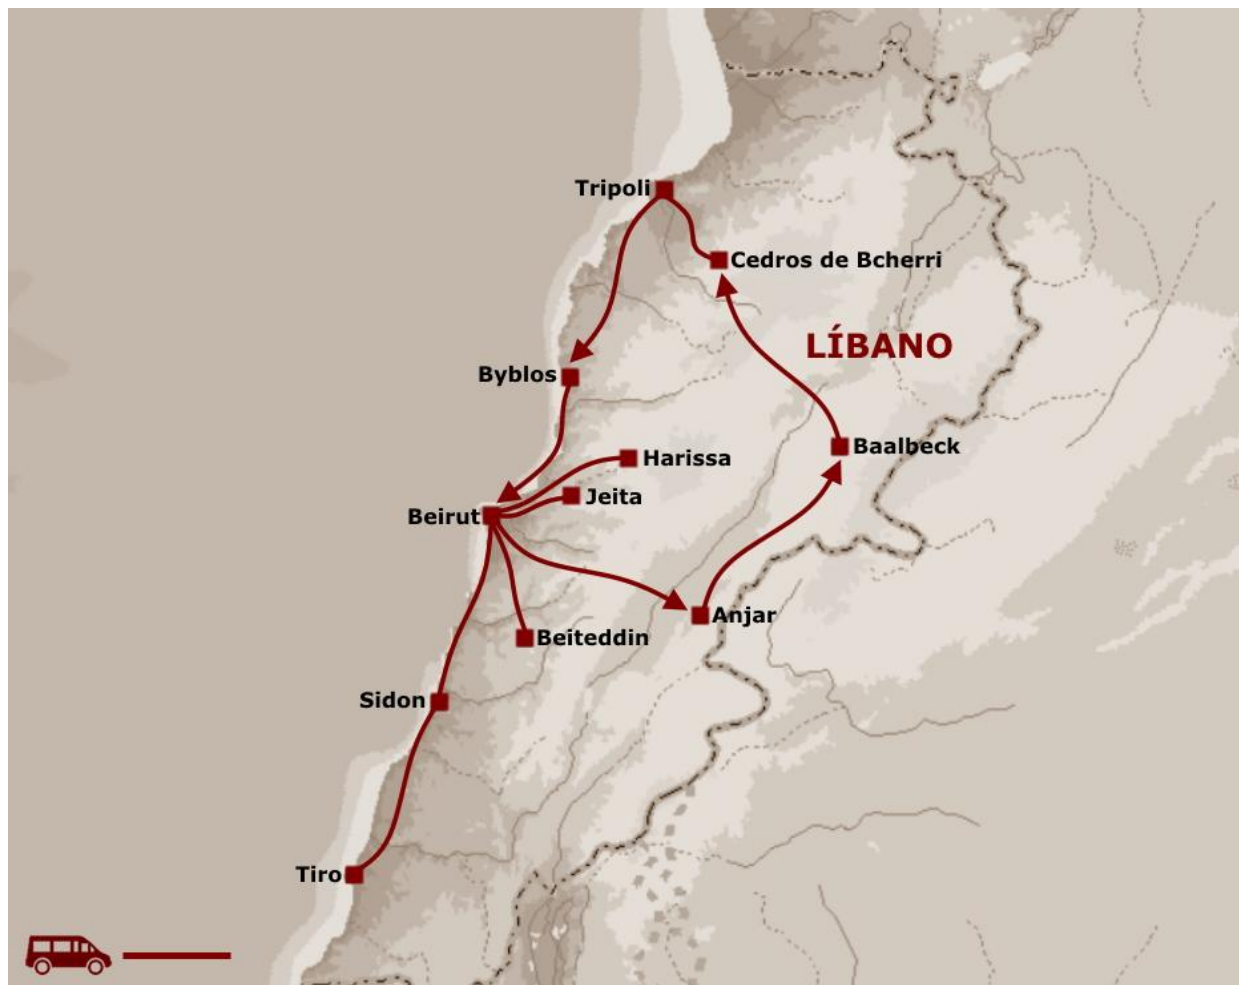 Tripoli
Cedros de Bcherri
LÍBANO
Byblos
Baalbeck
Harissa
Jeita
Beirut
Anjar
Beiteddin
Sidon
Tiro